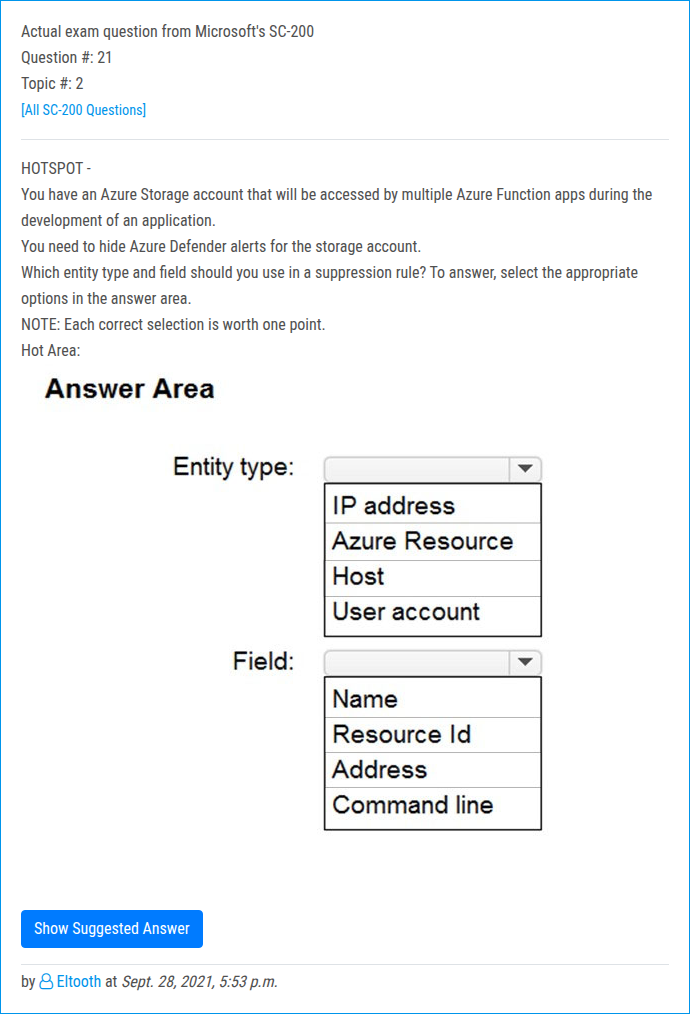 Actual exam question from Microsoft's SC-200
Question #: 21
Topic #: 2
[All SC-200 Questions]
HOTSPOT -
You have an Azure Storage account that will be accessed by multiple Azure Function apps during the
development of an application.
You need to hide Azure Defender alerts for the storage account.
Which entity type and field should you use in a suppression rule? To answer, select the appropriate
options in the answer area.
NOTE: Each correct selection is worth one point.
Hot Area:
Answer Area
Entity type:
IP address
Azure Resource
Host
User account
Field:
Name
Resource Id
Address
Command line
Show Suggested Answer
by Eltooth at Sept. 28, 2021, 5:53 p.m.